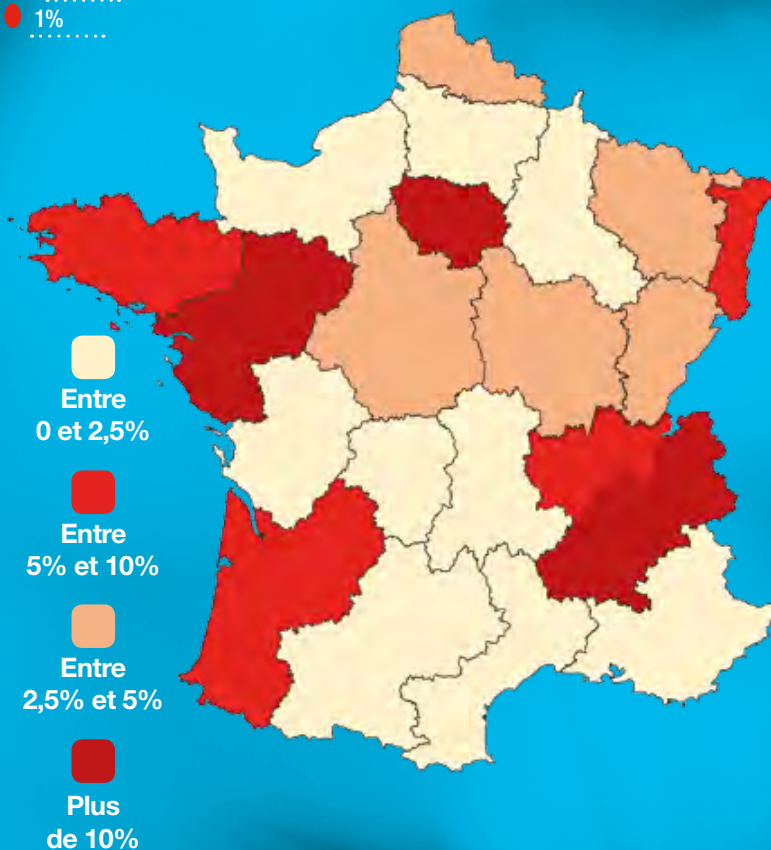 1%
Entre
0 et 2,5%
Entre
5% et 10%
Entre
2,5% et 5%
Plus
de 10%